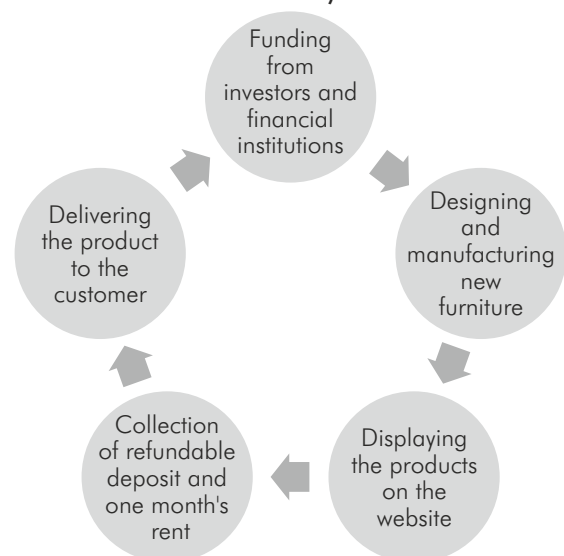 Funding
from
investors and
financial
institutions
Designing
and
manufacturing
new
furniture
Displaying
the products
on the
website
Collection
of refundable
deposit and
one month's
rent
Delivering
the product
to the
customer